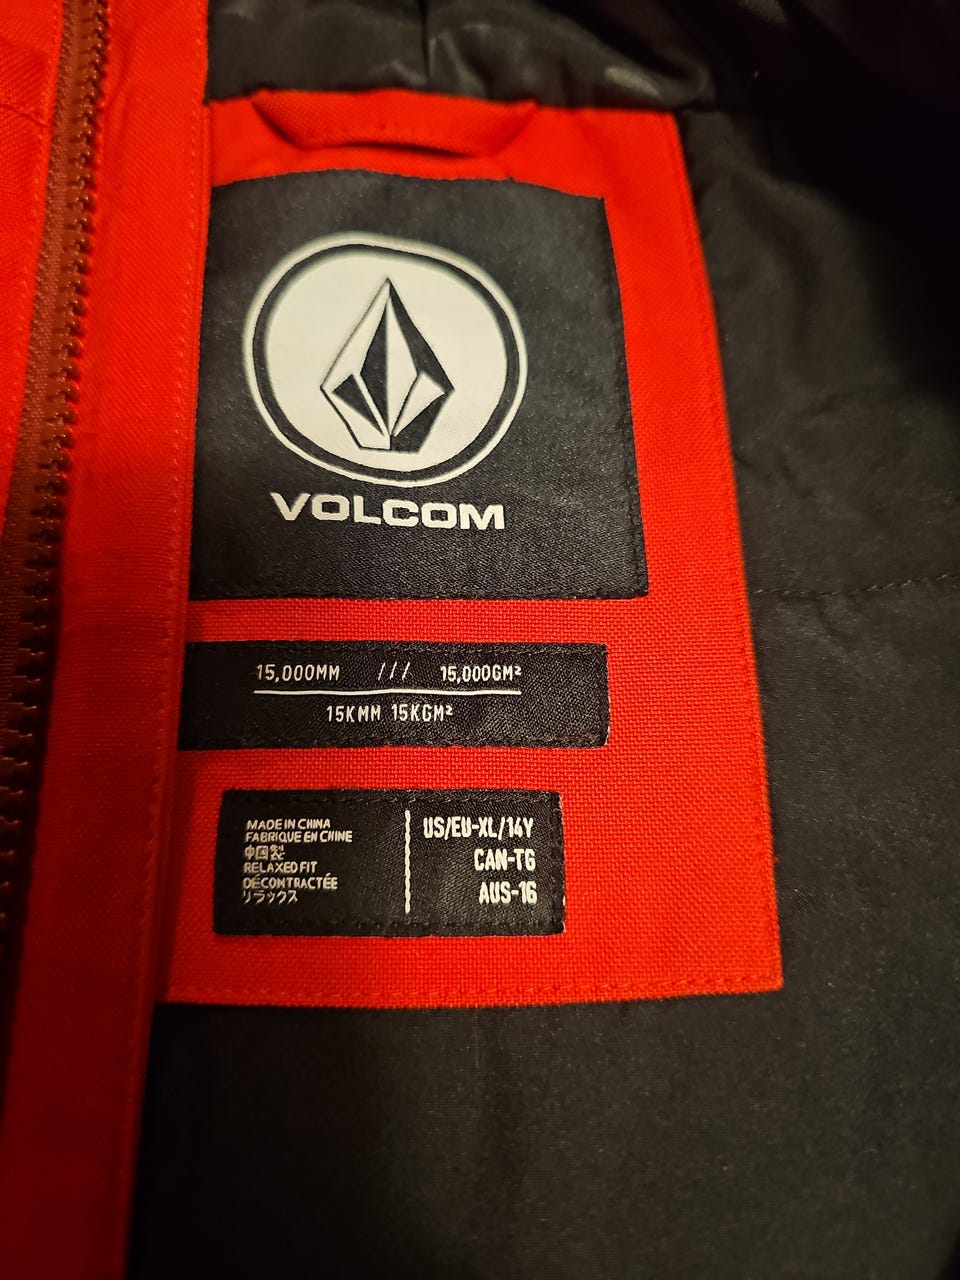 VOLCOM
15,000MM /// 15,000GM²
15KMM 15KGM²
MADE IN CHINA
FABRIQUE EN CHINE
中国製
RELAXED FIT
DÉCONTRACTÉE
リラックス
US/EU-XL/14Y
CAN-TG
AUS-16